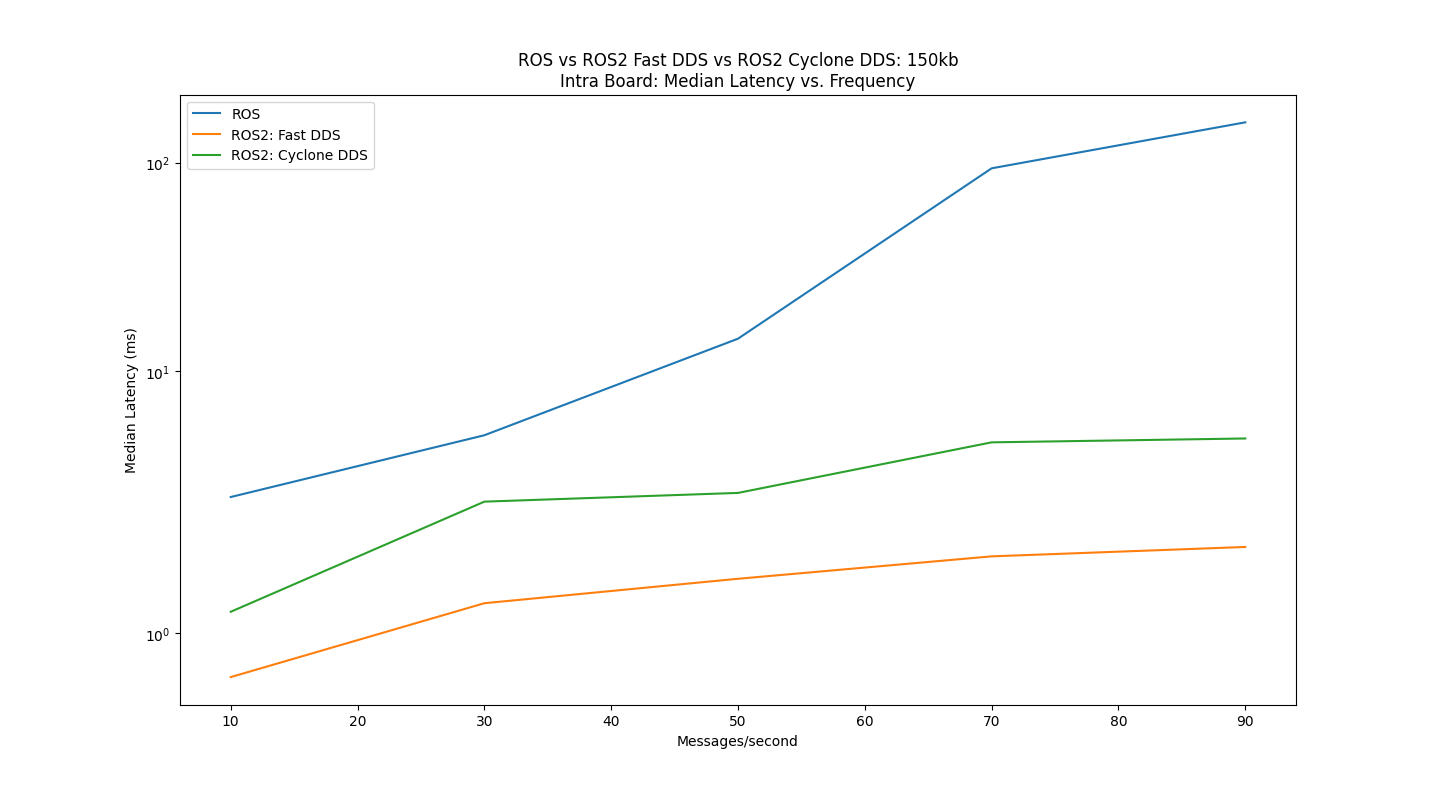 ROS vs ROS2 Fast DDS vs ROS2 Cyclone DDS: 150kb
Intra Board: Median Latency vs. Frequency
ROS
ROS2: Fast DDS
ROS2: Cyclone DDS
10²
10¹
10⁰
Median Latency (ms)
10 20 30 40 50 60 70 80 90
Messages/second